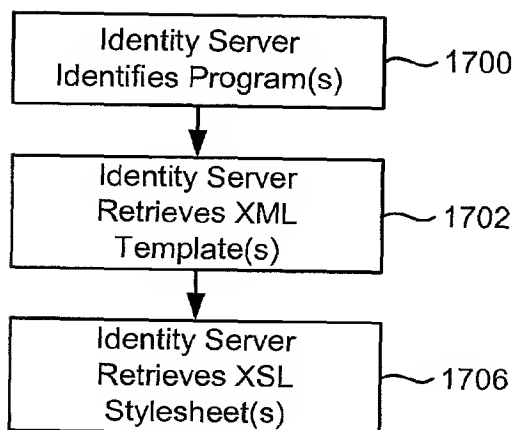 Identity Server
Identifies Program(s)
1700
Identity Server
Retrieves XML
Template(s)
1702
Identity Server
Retrieves XSL
Stylesheet(s)
1706